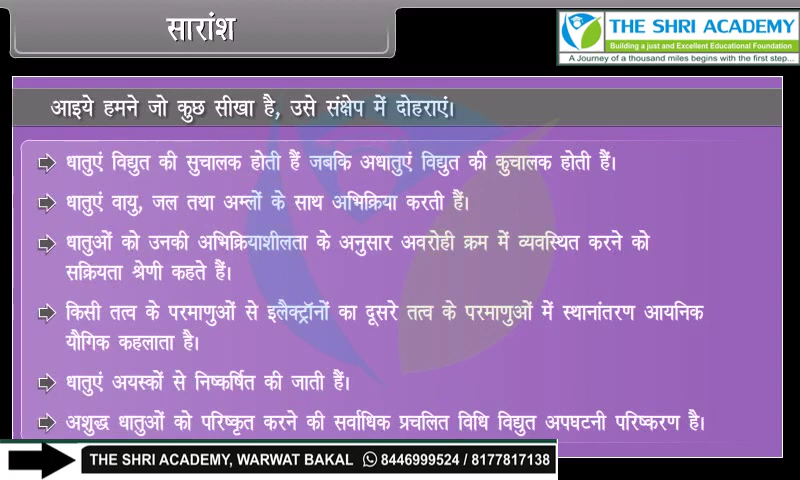 सारांश
THE SHRI ACADEMY
Building a just and Excellent Educational Foundation
A Journey of a thousand miles begins with the first step...
आइये हमने जो कुछ सीखा है, उसे संक्षेप में दोहराएं।
धातुएं विद्युत की सुचालक होती हैं जबकि अधातुएं विद्युत की कुचालक होती हैं।
धातुएं वायु, जल तथा अम्लों के साथ अभिक्रिया करती हैं।
धातुओं को उनकी अभिक्रियाशीलता के अनुसार अवरोही क्रम में व्यवस्थित करने को
सक्रियता श्रेणी कहते हैं।
किसी तत्व के परमाणुओं से इलैक्ट्रॉनों का दूसरे तत्व के परमाणुओं में स्थानांतरण आयनिक
यौगिक कहलाता है।
धातुएं अयस्कों से निष्कर्षित की जाती हैं।
अशुद्ध धातुओं को परिष्कृत करने की सर्वाधिक प्रचलित विधि विद्युत अपघटनी परिष्करण है।
THE SHRI ACADEMY, WARWAT BAKAL 8446999524 / 8177817138